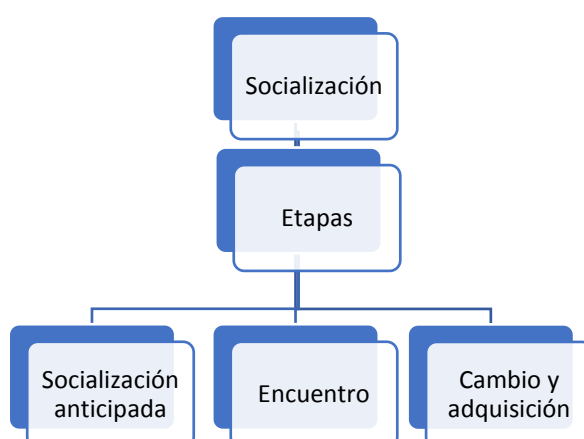 Socialización
Etapas
Socialización
anticipada
Encuentro
Cambio y
adquisición